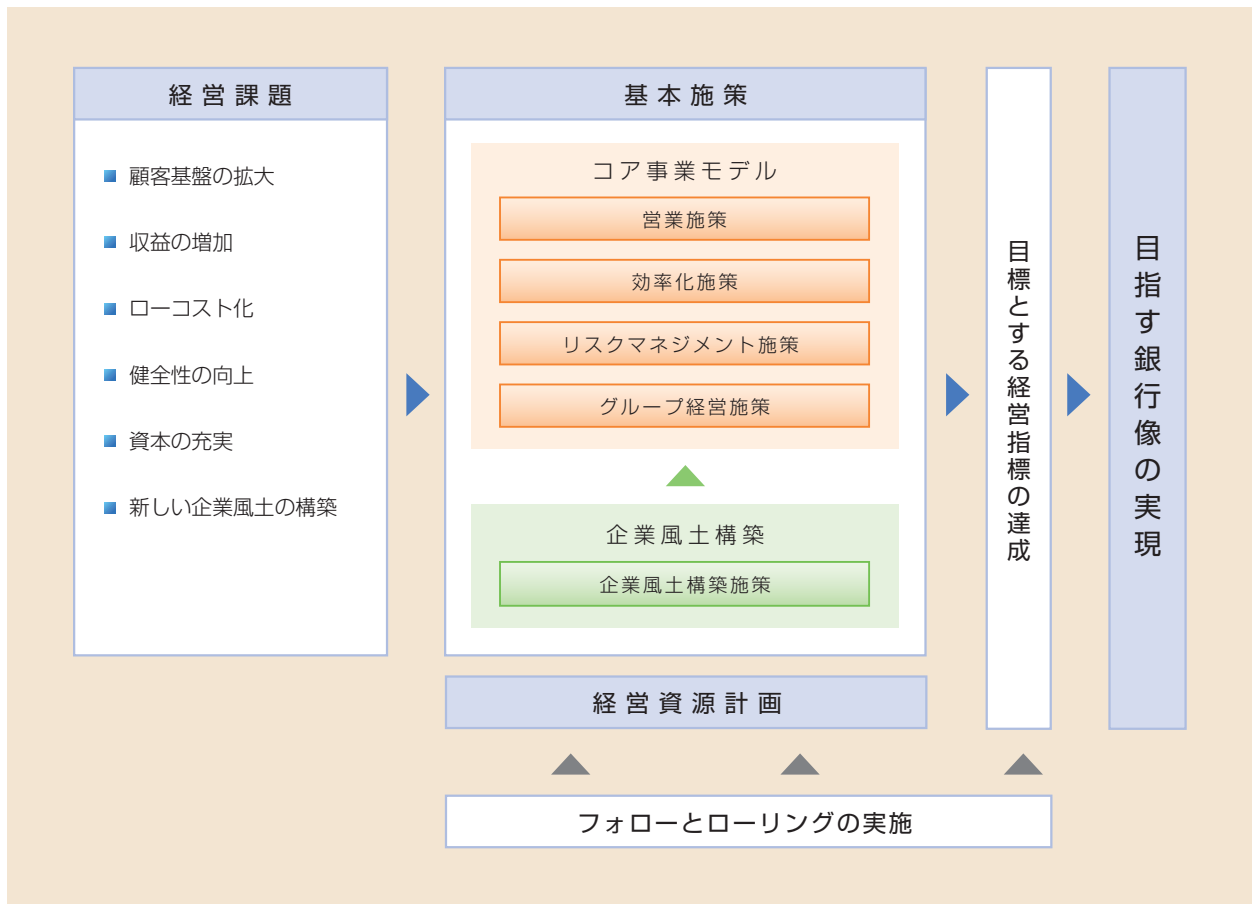 経営課題
顧客基盤の拡大
収益の増加
ローコスト化
健全性の向上
資本の充実
新しい企業風土の構築
基本施策
コア事業モデル
営業施策
効率化施策
リスクマネジメント施策
グループ経営施策
企業風土構築
企業風土構築施策
経営資源計画
フォローとローリングの実施
目標とする経営指標の達成
目指す銀行像の実現